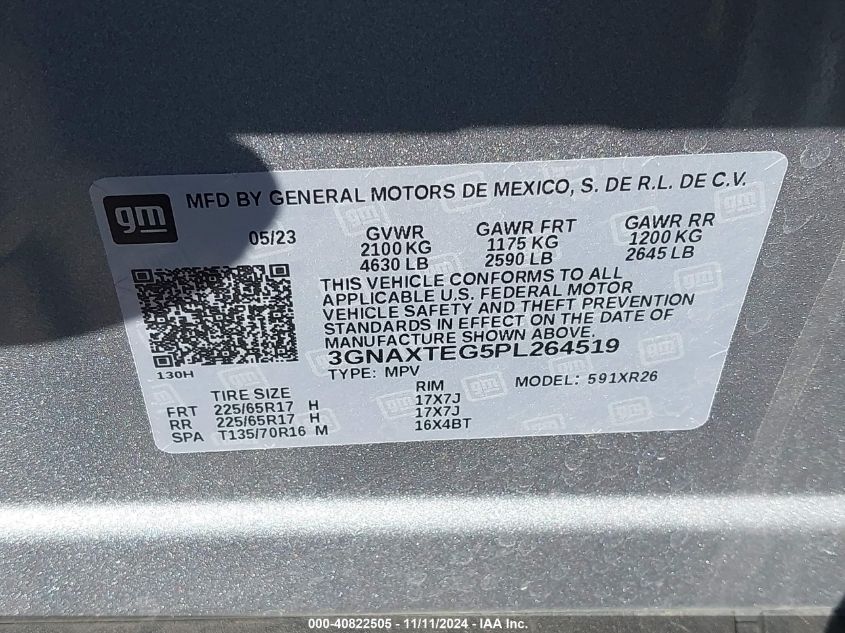 gm
MFD BY GENERAL MOTORS DE MEXICO, S. DE R.L. DE C.V.
05/23 GVWR GAWR FRT GAWR RR
2100 KG 1175 KG 1200 KG
4630 LB 2590 LB 2645 LB
THIS VEHICLE CONFORMS TO ALL
APPLICABLE U.S. FEDERAL MOTOR
VEHICLE SAFETY AND THEFT PREVENTION
STANDARDS IN EFFECT ON THE DATE OF
MANUFACTURE SHOWN ABOVE.
3GNAXTEG5PL264519
130H
TYPE: MPV MODEL: 591XR26
TIRE SIZE RIM
FRT 225/65R17 H 17X7J
RR 225/65R17 H 17X7J
SPA T135/70R16 M 16X4BT
000-40822505 - 11/11/2024 - IAA Inc.